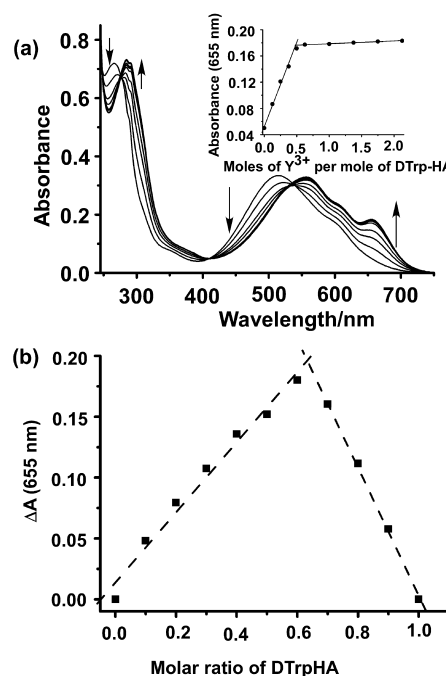 (a)
0.8
0.6
0.4
0.2
0.0
Absorbance
300
400
500
600
700
Wavelength/nm
0.20
0.16
0.12
0.08
0.04
Absorbance (655 nm)
0.0 0.5 1.0 1.5 2.0
Moles of Y3+ per mole of DTrp-HA
(b)
0.20
0.15
0.10
0.05
0.00
ΔA (655 nm)
0.0 0.2 0.4 0.6 0.8 1.0
Molar ratio of DTrpHA